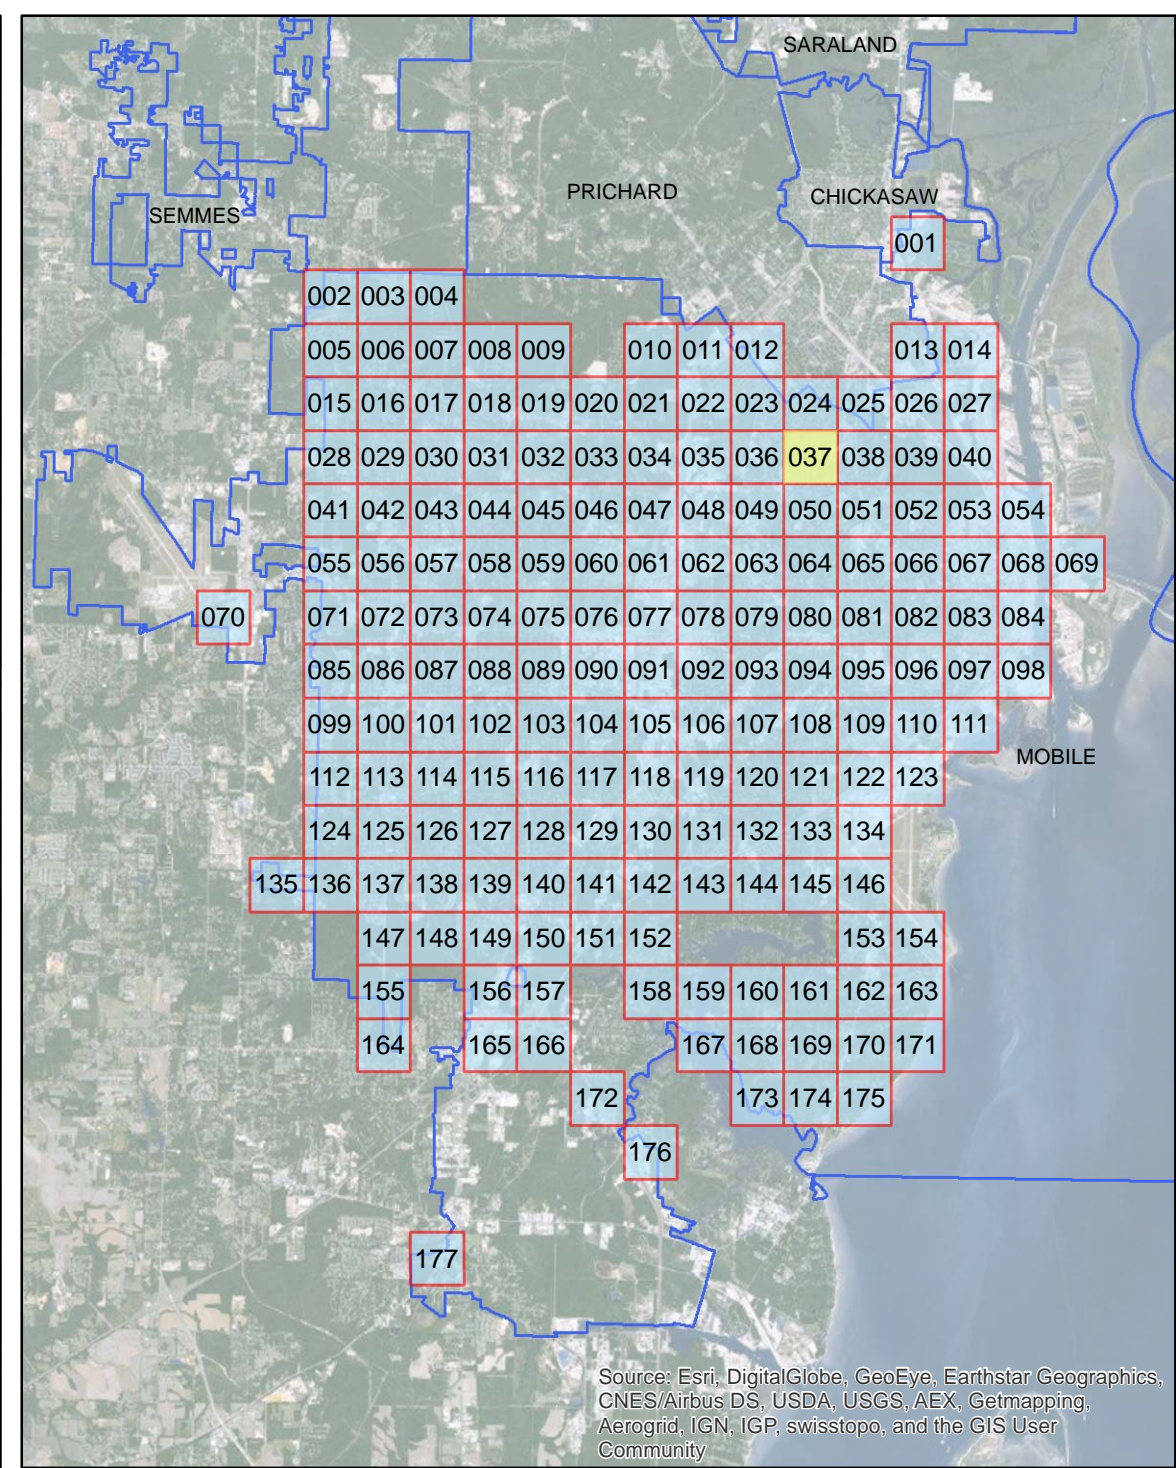 SARALAND
PRICHARD
CHICKASAW
SEMMES
001
002 003 004
005 006 007 008 009 010 011 012 013 014
015 016 017 018 019 020 021 022 023 024 025 026 027
028 029 030 031 032 033 034 035 036 037 038 039 040
041 042 043 044 045 046 047 048 049 050 051 052 053 054
055 056 057 058 059 060 061 062 063 064 065 066 067 068 069
070 071 072 073 074 075 076 077 078 079 080 081 082 083 084
085 086 087 088 089 090 091 092 093 094 095 096 097 098
099 100 101 102 103 104 105 106 107 108 109 110 111
MOBILE
112 113 114 115 116 117 118 119 120 121 122 123
124 125 126 127 128 129 130 131 132 133 134
135 136 137 138 139 140 141 142 143 144 145 146
147 148 149 150 151 152 153 154
155 156 157 158 159 160 161 162 163
164 165 166 167 168 169 170 171
172 173 174 175
176
177
Source: Esri, DigitalGlobe, GeoEye, Earthstar Geographics,
CNES/Airbus DS, USDA, USGS, AEX, Getmapping,
Aerogrid, IGN, IGP, swisstopo, and the GIS User
Community